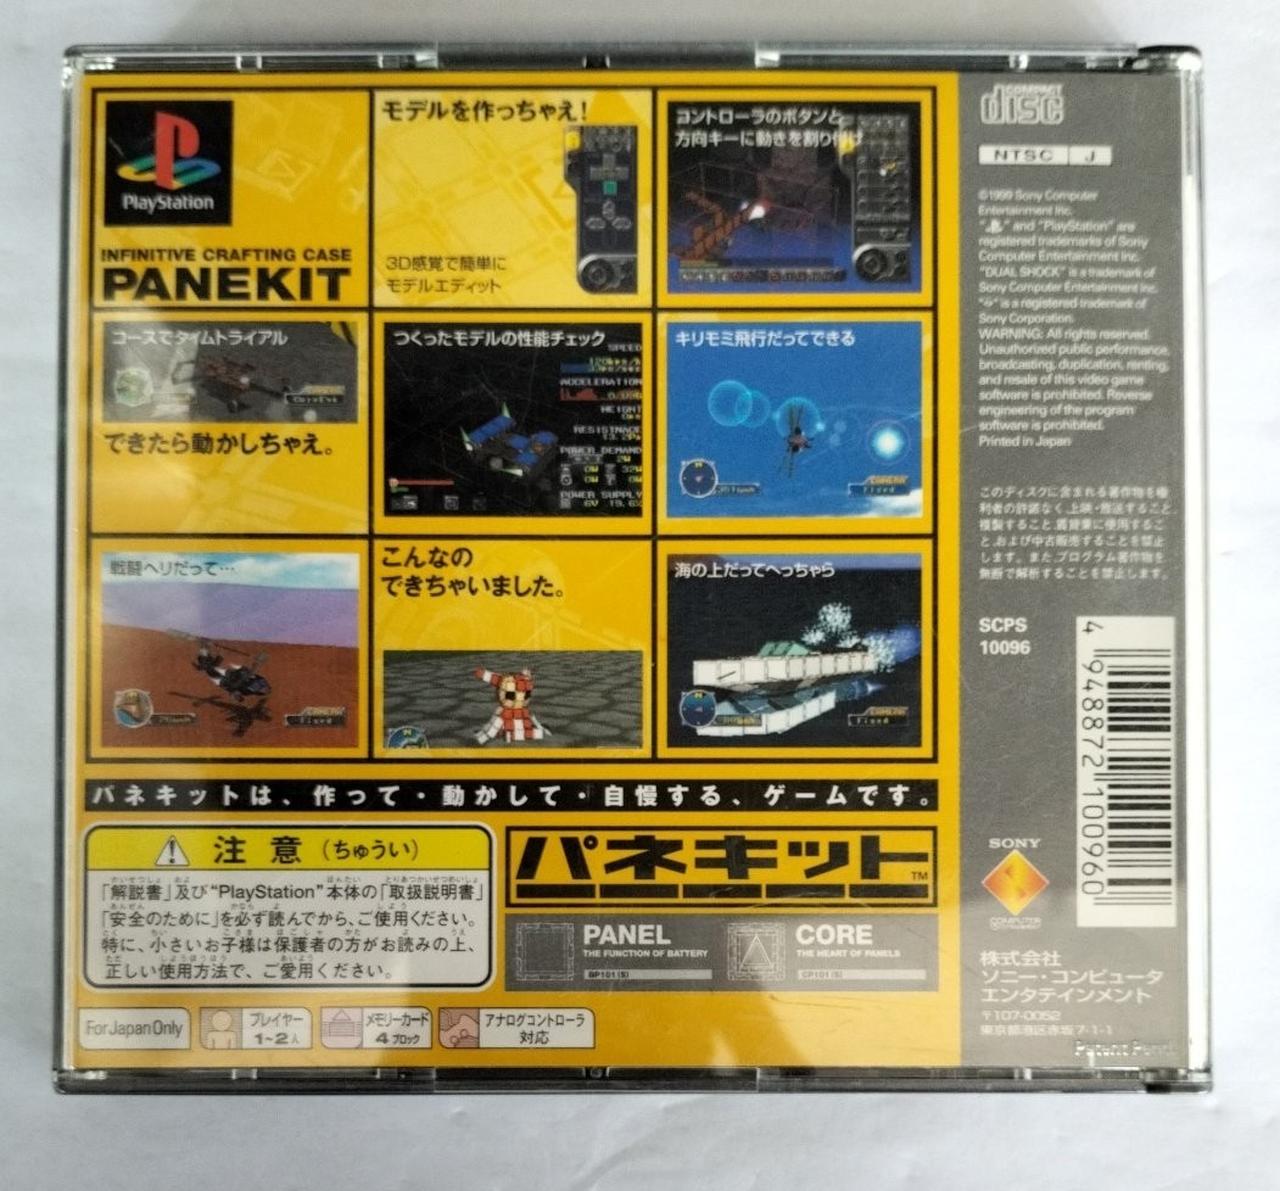 PlayStation
INFINITIVE CRAFTING CASE
PANEKIT
モデルを作っちゃえ!
3D感覚で簡単に
モデルエディット
コントローラのボタンと
方向キーに動きを割り付け
コースでタイムトライアル
できたら動かしちゃえ。
つくったモデルの性能チェック
SPEED
ACCELERATION
HEIGHT
POWER DEMAND
POWER SUPPLY
キリモミ飛行だってできる
Fixed
戦闘ヘリだって…
Fixed
こんなの
できちゃいました。
海の上だってへっちゃら
Fixed
パネキットは、作って・動かして・自慢する、ゲームです。
注意(ちゅうい)
「解説書」及び“PlayStation”本体の「取扱説明書」
「安全のために」を必ず読んでから、ご使用ください。
特に、小さいお子様は保護者の方がお読みの上、
正しい使用方法で、ご愛用ください。
パネキット™
PANEL
THE FUNCTION OF BATTERY
BP101(S)
CORE
THE HEART OF PANELS
CP101(S)
For Japan Only
プレイヤー
1~2人
メモリーカード
4ブロック
アナログコントローラ
対応
COMPACT
disc
NTSC J
©1999 Sony Computer
Entertainment Inc.
" " and "PlayStation" are
registered trademarks of Sony
Computer Entertainment Inc.
"DUAL SHOCK" is a trademark of
Sony Computer Entertainment Inc.
" " is a registered trademark of
Sony Corporation.
WARNING: All rights reserved.
Unauthorized public performance,
broadcasting, duplication, renting,
and resale of this video game
software is prohibited. Reverse
engineering of the program
software is prohibited.
Printed in Japan
このディスクに含まれる著作物を権
利者の許諾なく上映・放送すること、
複製すること、賃貸業に使用するこ
と、および中古販売することを禁止
します。また、プログラム著作物を
無断で解析することを禁止します。
SCPS
10096
4 948872 100960
SONY
COMPUTER
ENTERTAINMENT
株式会社
ソニー・コンピュータ
エンタテインメント
〒107-0052
東京都港区赤坂7-1-1